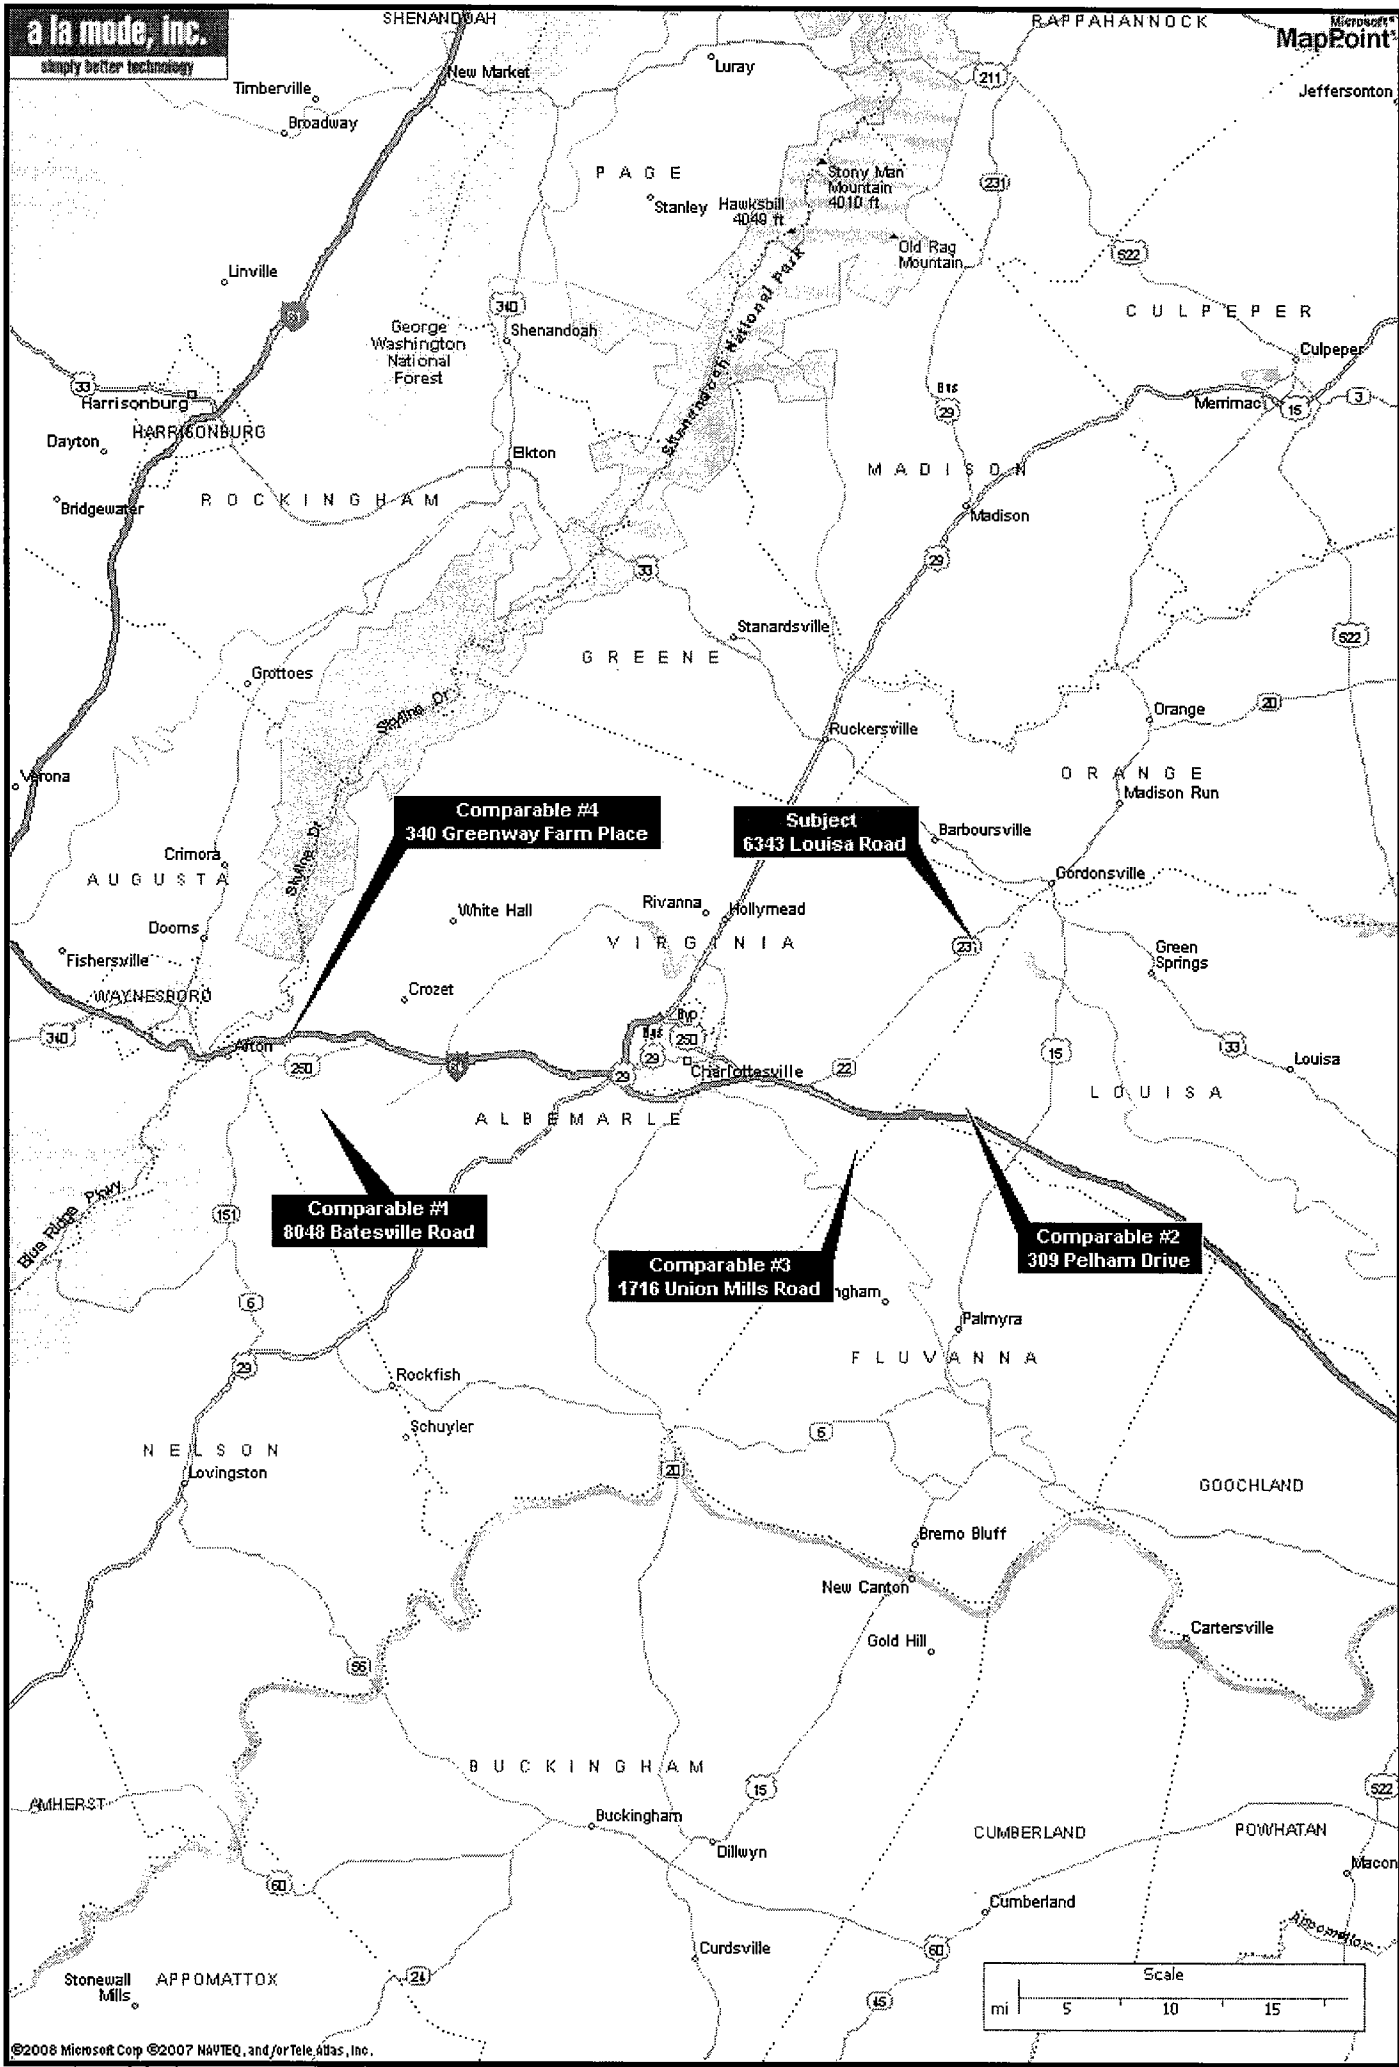 a la mode, inc.
simply better technology
SHENANDOAH
RAPPAHANNOCK
Microsoft®
MapPoint®
New Market
Luray
211
Timberville
Jeffersonton
Broadway
PAGE
Stony Man
Mountain
4010 ft
231
Stanley
Hawksbill
4049 ft
Old Rag
Mountain
522
Linville
Shenandoah National Park
340
CULPEPER
George
Washington
National
Forest
Shenandoah
Culpeper
33
Harrisonburg
Bus
29
Merrimac
15
3
HARRISONBURG
Dayton
Elkton
MADISON
ROCKINGHAM
Bridgewater
Madison
29
33
Stanardsville
522
GREENE
Grottoes
Skyline Dr
Orange
20
Ruckersville
Verona
ORANGE
Madison Run
Comparable #4
340 Greenway Farm Place
Subject
6343 Louisa Road
Barboursville
Crimora
Skyline Dr
AUGUSTA
Gordonsville
White Hall
Rivanna
Hollymead
Dooms
VIRGINIA
231
Green
Springs
Fishersville
WAYNESBORO
Crozet
340
Afton
250
Byp
250
Bus
29
29
Charlottesville
22
15
33
Louisa
ALBEMARLE
LOUISA
Blue Ridge Pkwy
151
Comparable #1
8048 Batesville Road
Comparable #2
309 Pelham Drive
Comparable #3
1716 Union Mills Road
ngham
6
Palmyra
29
FLUVANNA
Rockfish
Schuyler
6
NELSON
Lovingston
20
GOOCHLAND
Bremo Bluff
New Canton
Cartersville
Gold Hill
56
BUCKINGHAM
15
522
AMHERST
Buckingham
CUMBERLAND
POWHATAN
Dillwyn
Macon
60
Cumberland
Appomattox
Curdsville
60
Stonewall
Mills
APPOMATTOX
24
45
Scale
mi
5
10
15
©2008 Microsoft Corp ©2007 NAVTEQ, and/or Tele Atlas, Inc.